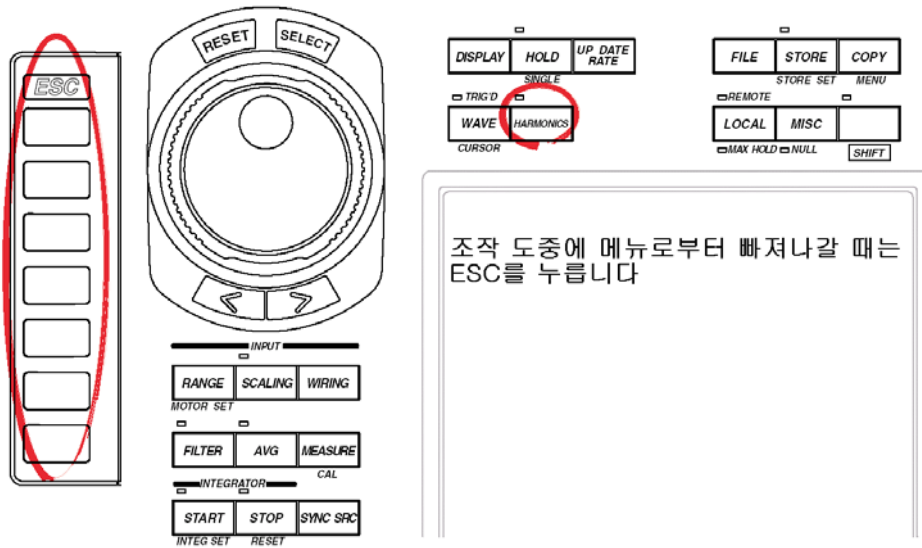 ESC
RESET
SELECT
DISPLAY HOLD UP DATE RATE
SINGLE
TRIG'D
WAVE HARMONICS
CURSOR
FILE STORE COPY
STORE SET MENU
REMOTE
LOCAL MISC
MAX HOLD NULL SHIFT
조작 도중에 메뉴로부터 빠져나갈 때는
ESC를 누릅니다
INPUT
RANGE SCALING WIRING
MOTOR SET
FILTER AVG MEASURE
CAL
INTEGRATOR
START STOP SYNC SRC
INTEG SET RESET